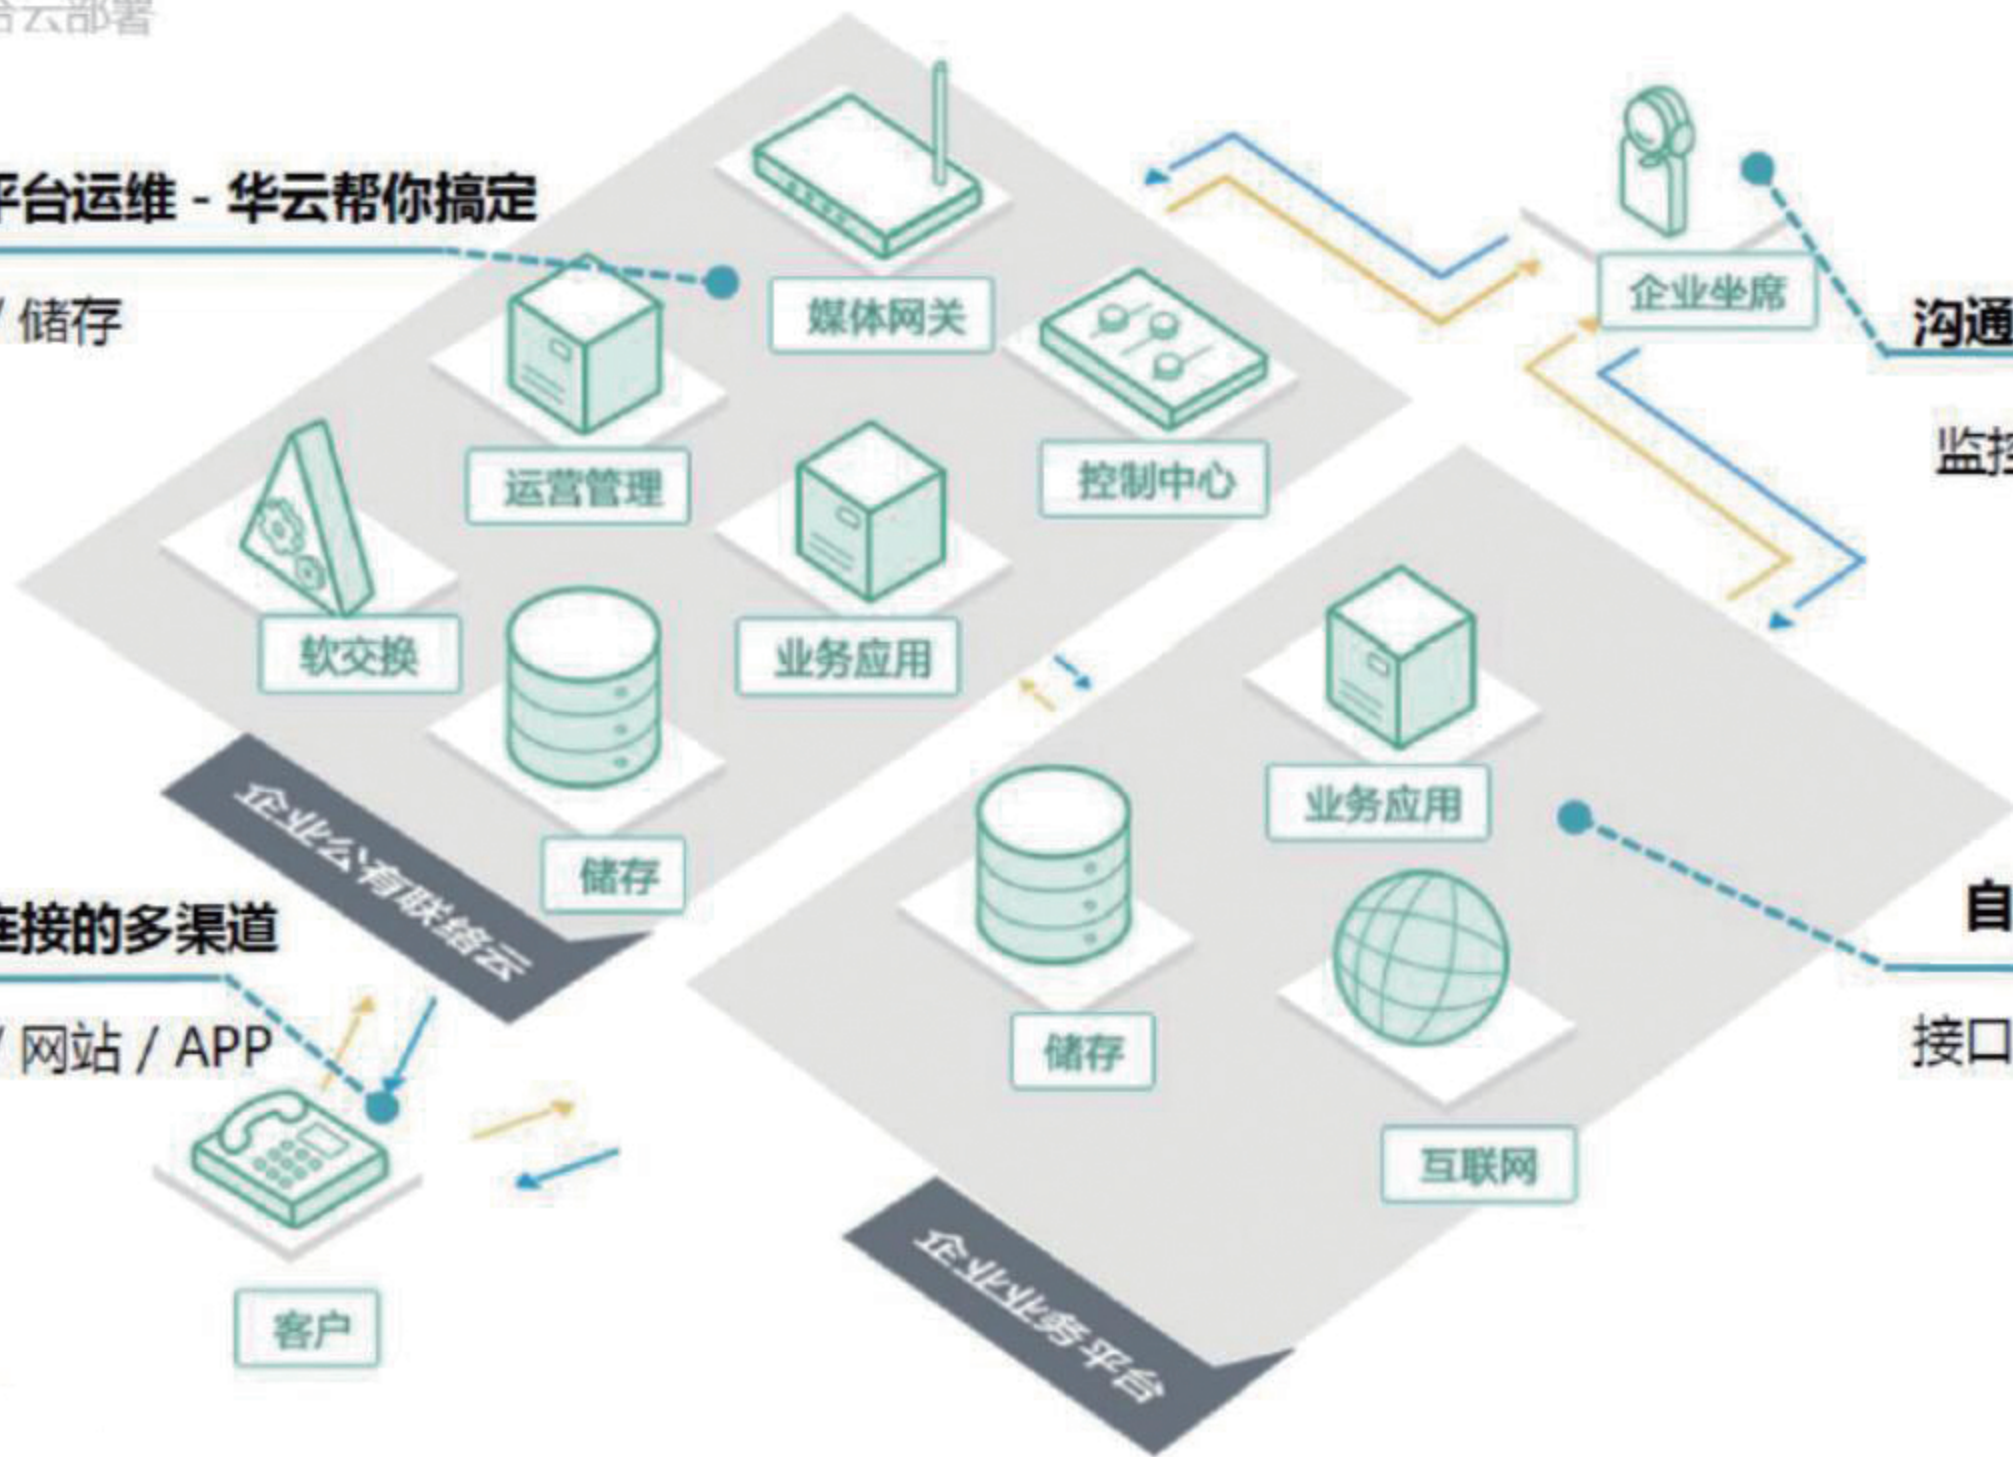 云部署
平台运维 - 华云帮你搞定
/ 储存
媒体网关
企业坐席
沟通
监控
运营管理
控制中心
软交换
业务应用
储存
企业公有联络云
业务应用
储存
互联网
自
接口
连接的多渠道
/ 网站 / APP
客户
企业业务平台